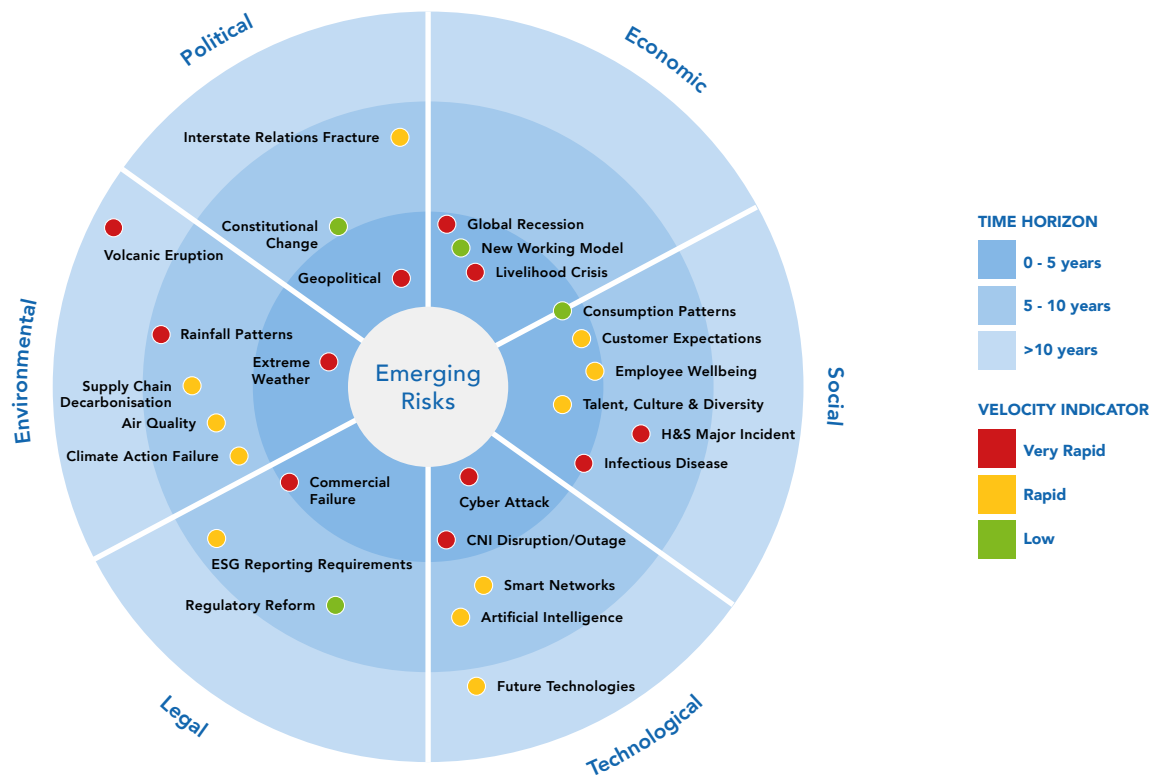 Political
Economic
Interstate Relations Fracture
Constitutional
Change
Geopolitical
Global Recession
New Working Model
Livelihood Crisis
Volcanic Eruption
Rainfall Patterns
Extreme
Weather
Supply Chain
Decarbonisation
Air Quality
Climate Action Failure
Environmental
Emerging
Risks
Consumption Patterns
Customer Expectations
Employee Wellbeing
Talent, Culture & Diversity
H&S Major Incident
Infectious Disease
Social
Commercial
Failure
ESG Reporting Requirements
Regulatory Reform
Legal
Cyber Attack
CNI Disruption/Outage
Smart Networks
Artificial Intelligence
Future Technologies
Technological
TIME HORIZON
0 - 5 years
5 - 10 years
>10 years
VELOCITY INDICATOR
Very Rapid
Rapid
Low